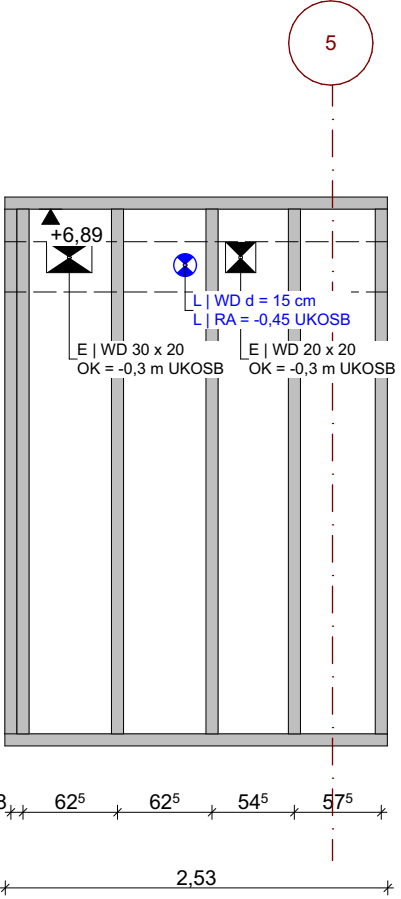 5
+6,89
L | WD d = 15 cm
L | RA = -0,45 UKOSB
E | WD 30 x 20
OK = -0,3 m UKOSB
E | WD 20 x 20
OK = -0,3 m UKOSB
62⁵ 62⁵ 54⁵ 57⁵
2,53